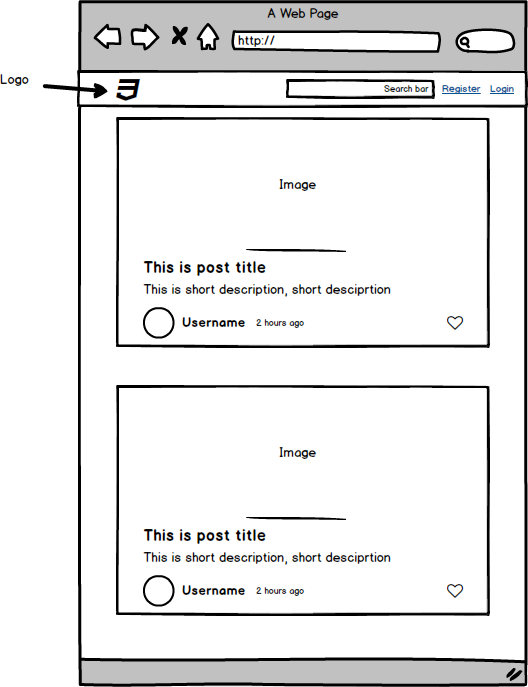 A Web Page
http://
Logo
Search bar Register Login
Image
This is post title
This is short description, short desciprtion
Username 2 hours ago
Image
This is post title
This is short description, short desciprtion
Username 2 hours ago